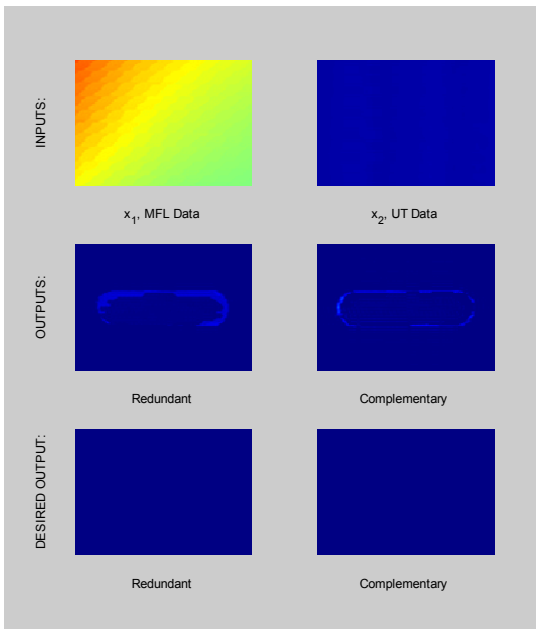 INPUTS:
x₁, MFL Data
x₂, UT Data
OUTPUTS:
Redundant
Complementary
DESIRED OUTPUT:
Redundant
Complementary